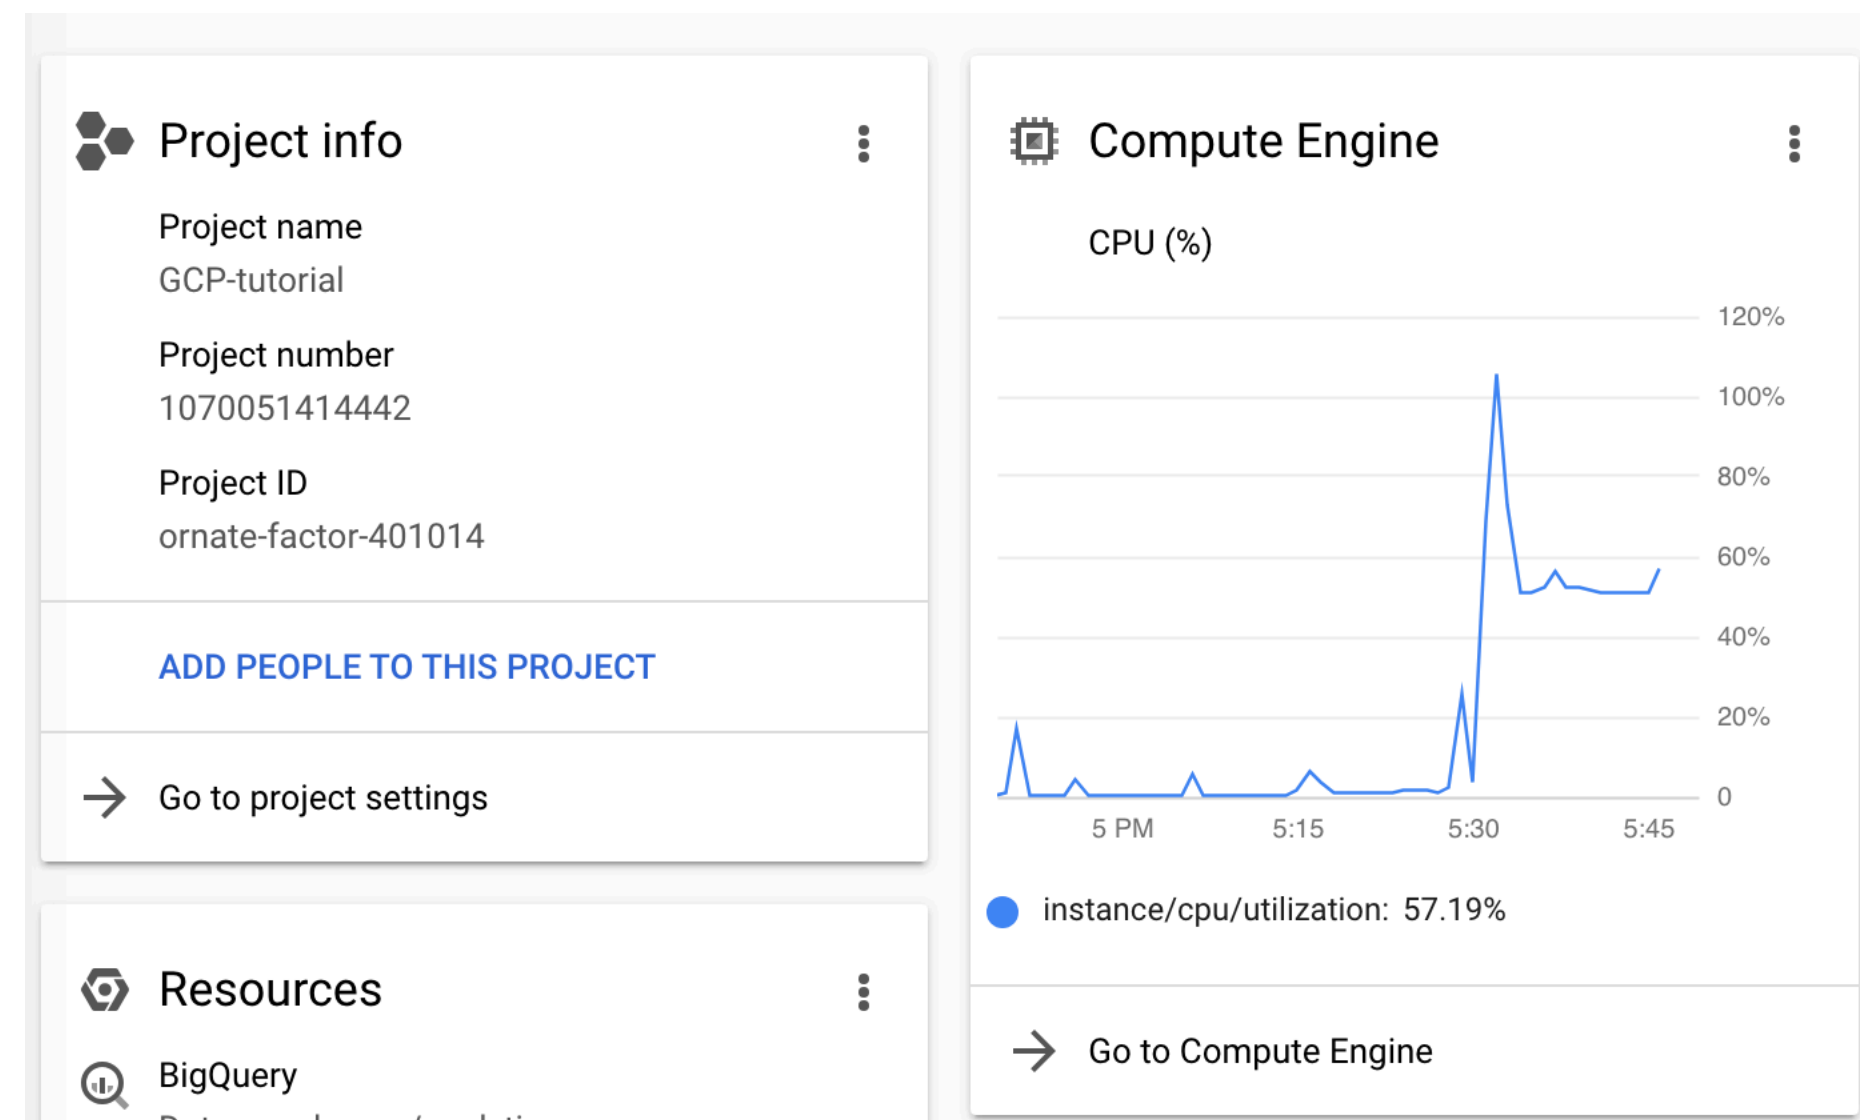 Project info
Project name
GCP-tutorial
Project number
1070051414442
Project ID
ornate-factor-401014
ADD PEOPLE TO THIS PROJECT
Go to project settings
Resources
BigQuery
Compute Engine
CPU (%)
120%
100%
80%
60%
40%
20%
0
5 PM 5:15 5:30 5:45
instance/cpu/utilization: 57.19%
Go to Compute Engine